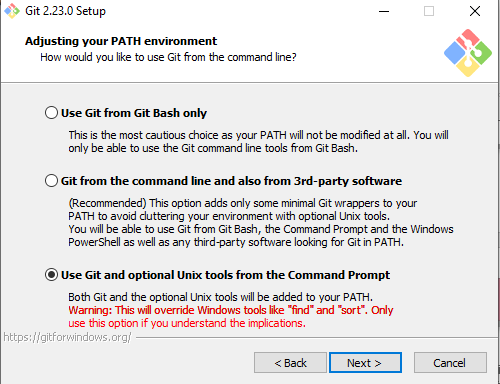 Git 2.23.0 Setup
Adjusting your PATH environment
How would you like to use Git from the command line?
Use Git from Git Bash only
This is the most cautious choice as your PATH will not be modified at all. You will
only be able to use the Git command line tools from Git Bash.
Git from the command line and also from 3rd-party software
(Recommended) This option adds only some minimal Git wrappers to your
PATH to avoid cluttering your environment with optional Unix tools.
You will be able to use Git from Git Bash, the Command Prompt and the Windows
PowerShell as well as any third-party software looking for Git in PATH.
Use Git and optional Unix tools from the Command Prompt
Both Git and the optional Unix tools will be added to your PATH.
Warning: This will override Windows tools like "find" and "sort". Only
use this option if you understand the implications.
https://gitforwindows.org/
< Back Next > Cancel